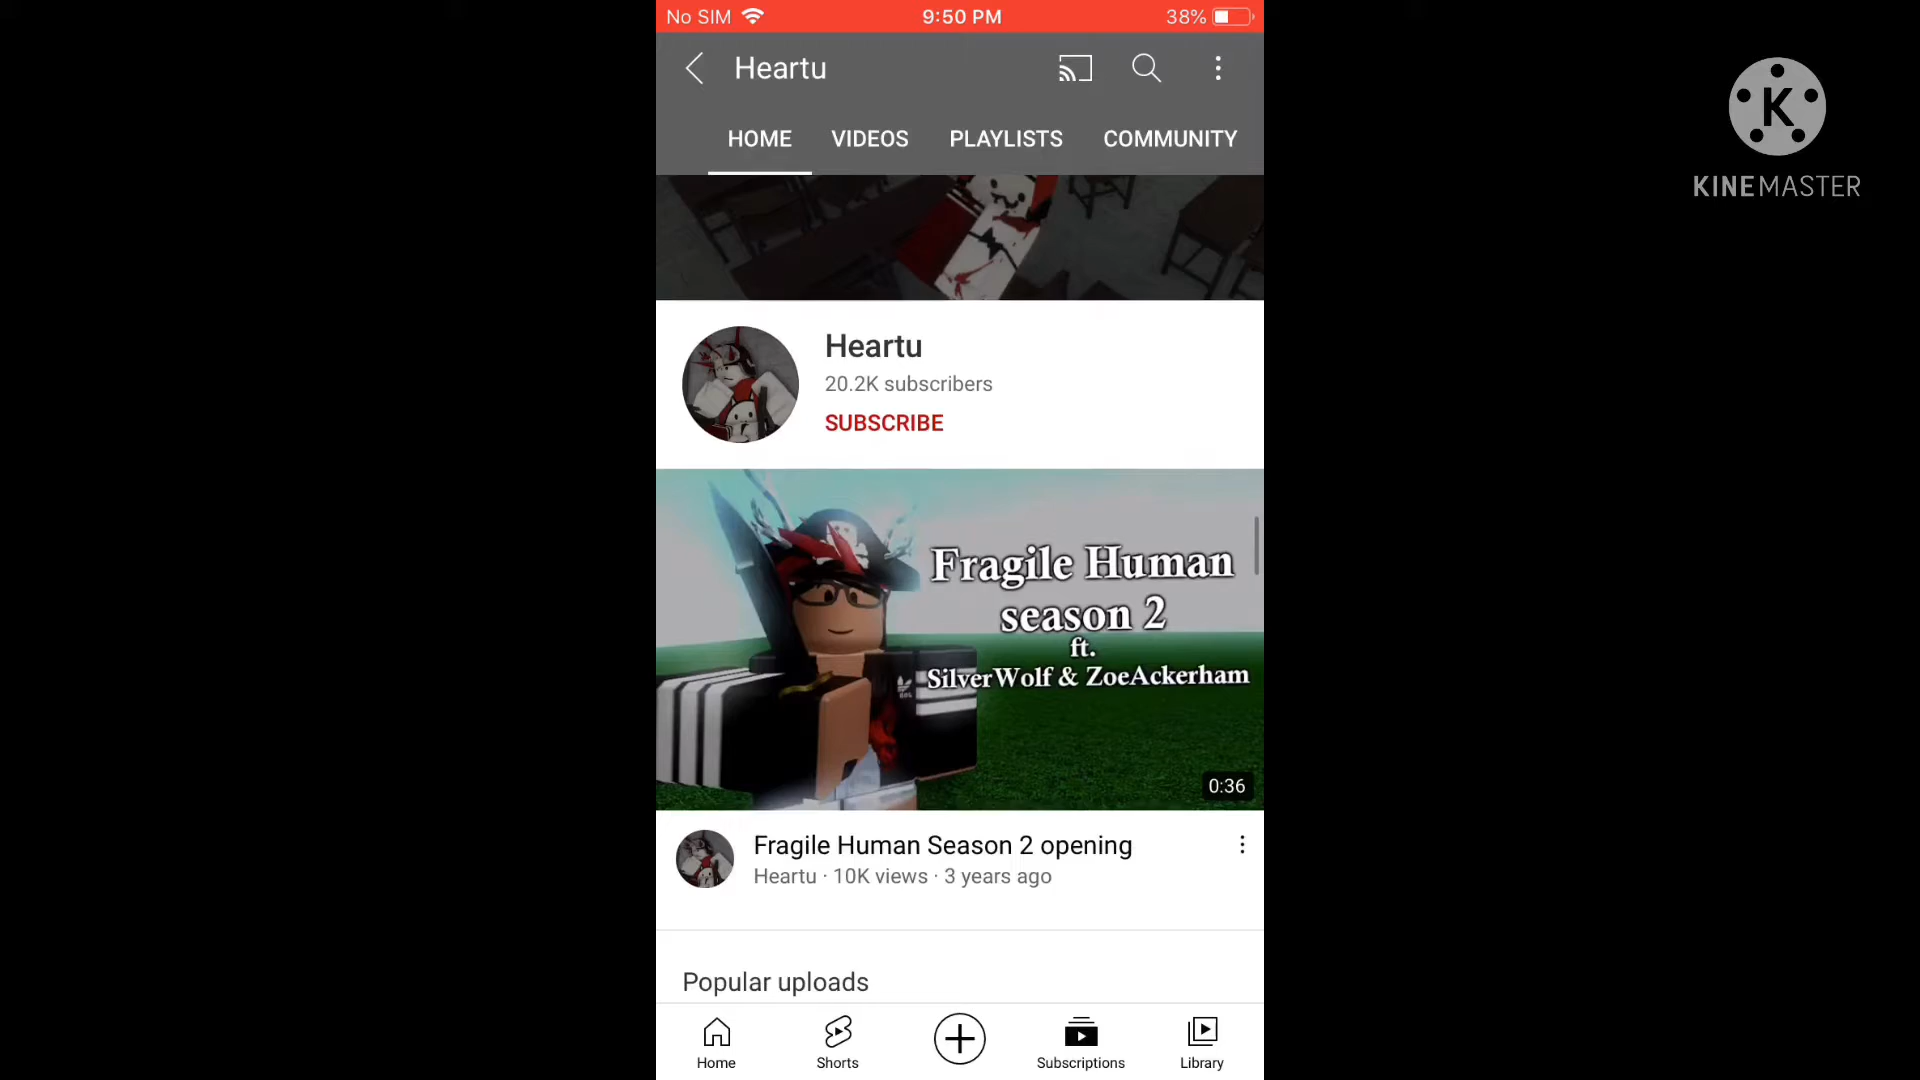 No SIM 9:50 PM 38%
Heartu
HOME VIDEOS PLAYLISTS COMMUNITY
K
KINEMASTER
Heartu
20.2K subscribers
SUBSCRIBE
Fragile Human
season 2
ft.
SilverWolf & ZoeAckerham
0:36
Fragile Human Season 2 opening
Heartu · 10K views · 3 years ago
Popular uploads
Home Shorts Subscriptions Library